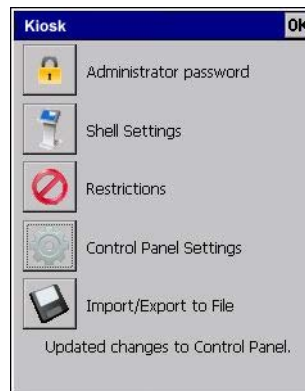 Kiosk OK
Administrator password
Shell Settings
Restrictions
Control Panel Settings
Import/Export to File
Updated changes to Control Panel.